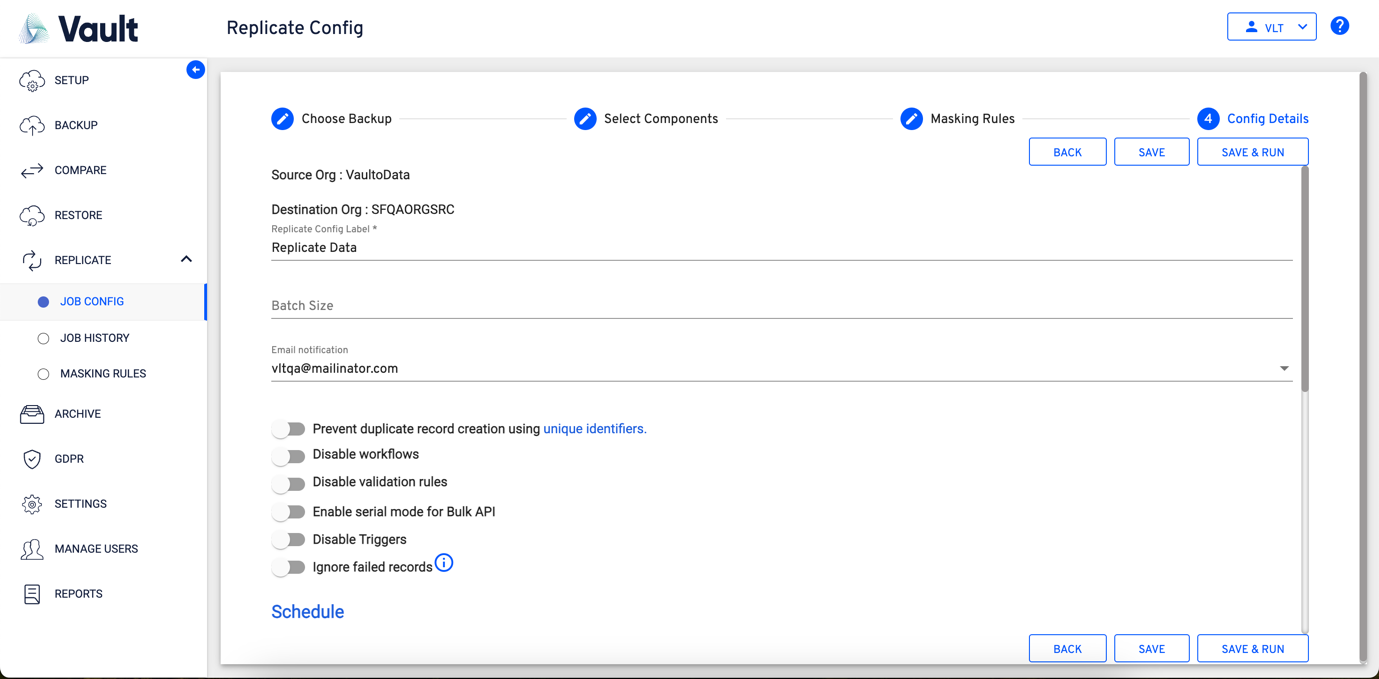 Vault
Replicate Config
VLT
?
SETUP
BACKUP
COMPARE
RESTORE
REPLICATE
JOB CONFIG
JOB HISTORY
MASKING RULES
ARCHIVE
GDPR
SETTINGS
MANAGE USERS
REPORTS
Choose Backup
Select Components
Masking Rules
4 Config Details
BACK SAVE SAVE & RUN
Source Org : VaultoData
Destination Org : SFQAORGSRC
Replicate Config Label *
Replicate Data
Batch Size
Email notification
vltqa@mailinator.com
Prevent duplicate record creation using unique identifiers.
Disable workflows
Disable validation rules
Enable serial mode for Bulk API
Disable Triggers
Ignore failed records i
Schedule
BACK SAVE SAVE & RUN